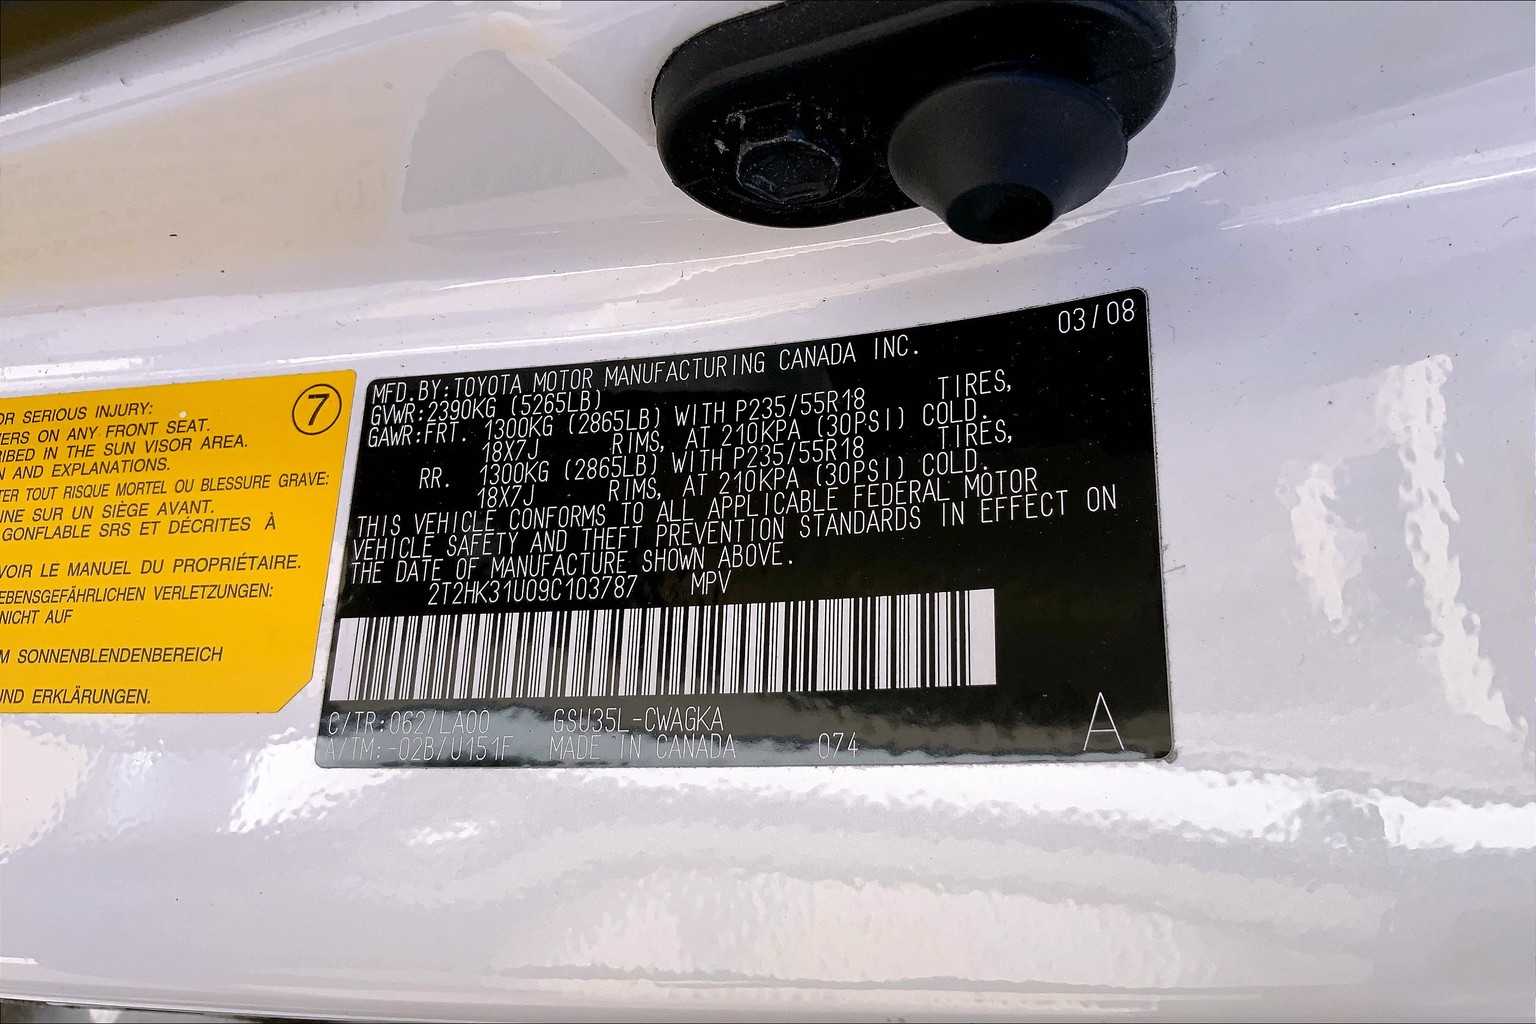 OR SERIOUS INJURY:
ERS ON ANY FRONT SEAT.
RIBED IN THE SUN VISOR AREA.
N AND EXPLANATIONS.
TER TOUT RISQUE MORTEL OU BLESSURE GRAVE:
UNE SUR UN SIÈGE AVANT.
GONFLABLE SRS ET DÉCRITES À
VOIR LE MANUEL DU PROPRIÉTAIRE.
EBENSGEFÄHRLICHEN VERLETZUNGEN:
NICHT AUF
M SONNENBLENDENBEREICH
UND ERKLÄRUNGEN.
7
03/08
MFD.BY:TOYOTA MOTOR MANUFACTURING CANADA INC.
GVWR:2390KG (5265LB)
GAWR:FRT. 1300KG (2865LB) WITH P235/55R18 TIRES,
18X7J RIMS, AT 210KPA (30PSI) COLD.
RR. 1300KG (2865LB) WITH P235/55R18 TIRES,
18X7J RIMS, AT 210KPA (30PSI) COLD.
THIS VEHICLE CONFORMS TO ALL APPLICABLE FEDERAL MOTOR
VEHICLE SAFETY AND THEFT PREVENTION STANDARDS IN EFFECT ON
THE DATE OF MANUFACTURE SHOWN ABOVE.
2T2HK31U09C103787 MPV
C/TR:062/LA00 GSU35L-CWAGKA
A/TM:-02B/U151F MADE IN CANADA 074
A